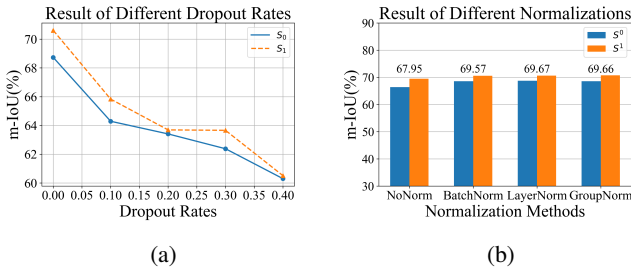 Result of Different Dropout Rates
m-IoU(%)
70
68
66
64
62
60
S₀
S₁
0.00 0.05 0.10 0.15 0.20 0.25 0.30 0.35 0.40
Dropout Rates
(a)
Result of Different Normalizations
m-IoU(%)
90
80
70
60
50
40
30
S⁰
S¹
67.95 69.57 69.67 69.66
NoNorm BatchNorm LayerNorm GroupNorm
Normalization Methods
(b)